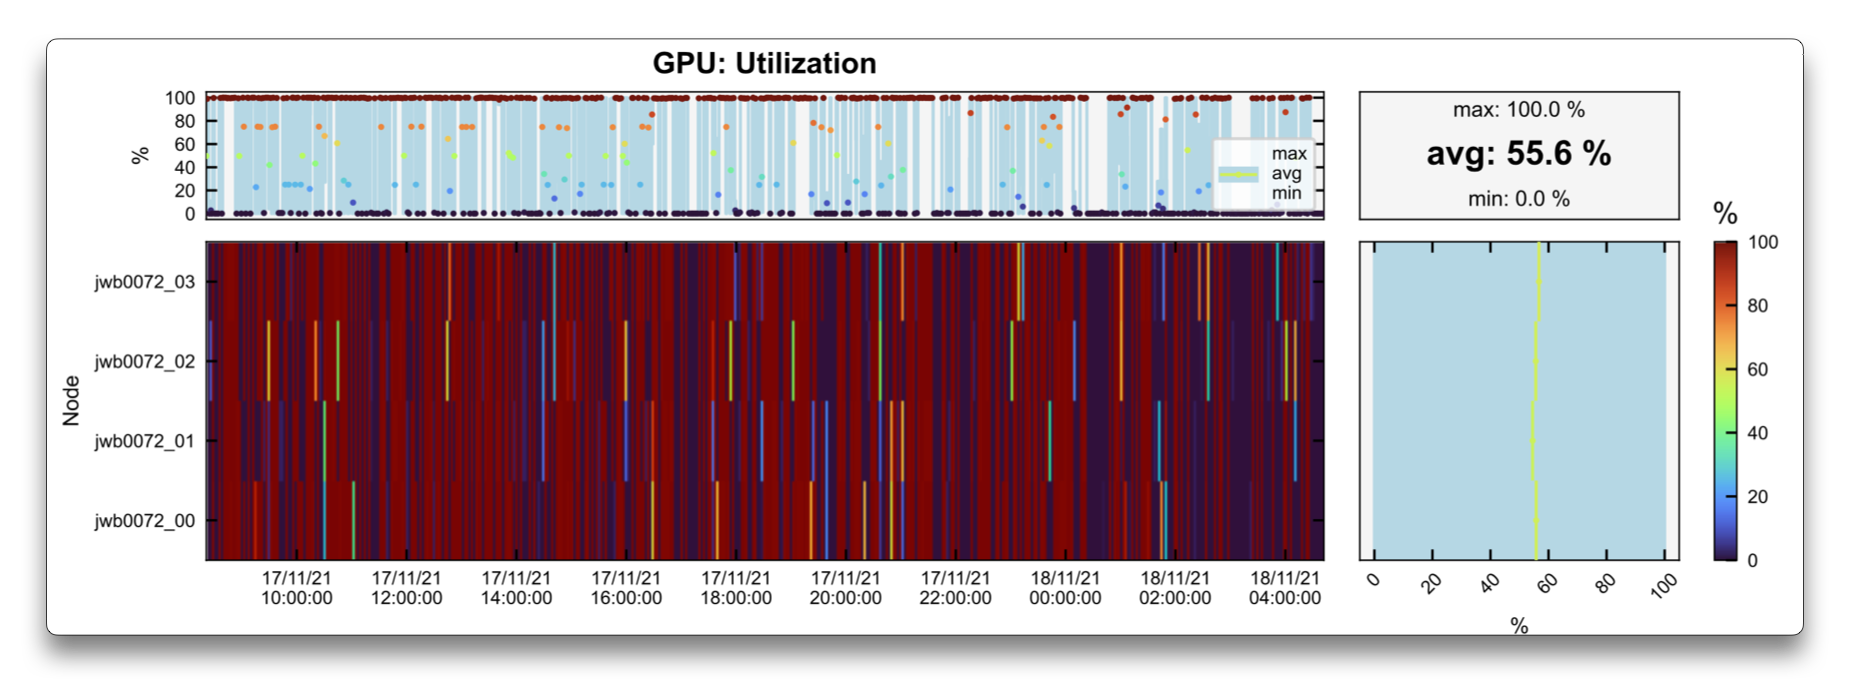 GPU: Utilization
%
100
80
60
40
20
0
max
avg
min
max: 100.0 %
avg: 55.6 %
min: 0.0 %
Node
jwb0072_03
jwb0072_02
jwb0072_01
jwb0072_00
17/11/21 17/11/21 17/11/21 17/11/21 17/11/21 17/11/21 17/11/21 18/11/21 18/11/21 18/11/21
10:00:00 12:00:00 14:00:00 16:00:00 18:00:00 20:00:00 22:00:00 00:00:00 02:00:00 04:00:00
0 20 40 60 80 100
%
%
100
80
60
40
20
0